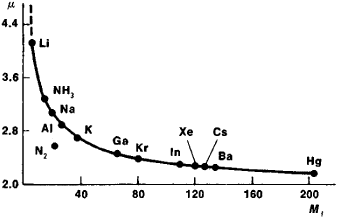 μ
4.4
Li
3.6
NH₃
Na
Al
K
N₂
2.8
Ga
Kr
In
Xe
Cs
Ba
Hg
2.0
40
80
120
160
200
M₁